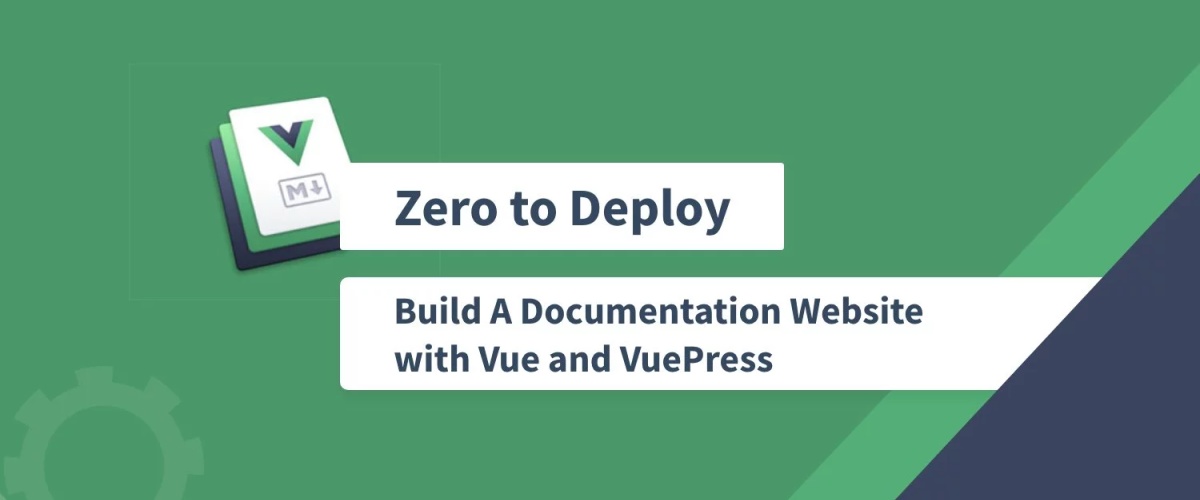 M
Zero to Deploy
Build A Documentation Website
with Vue and VuePress